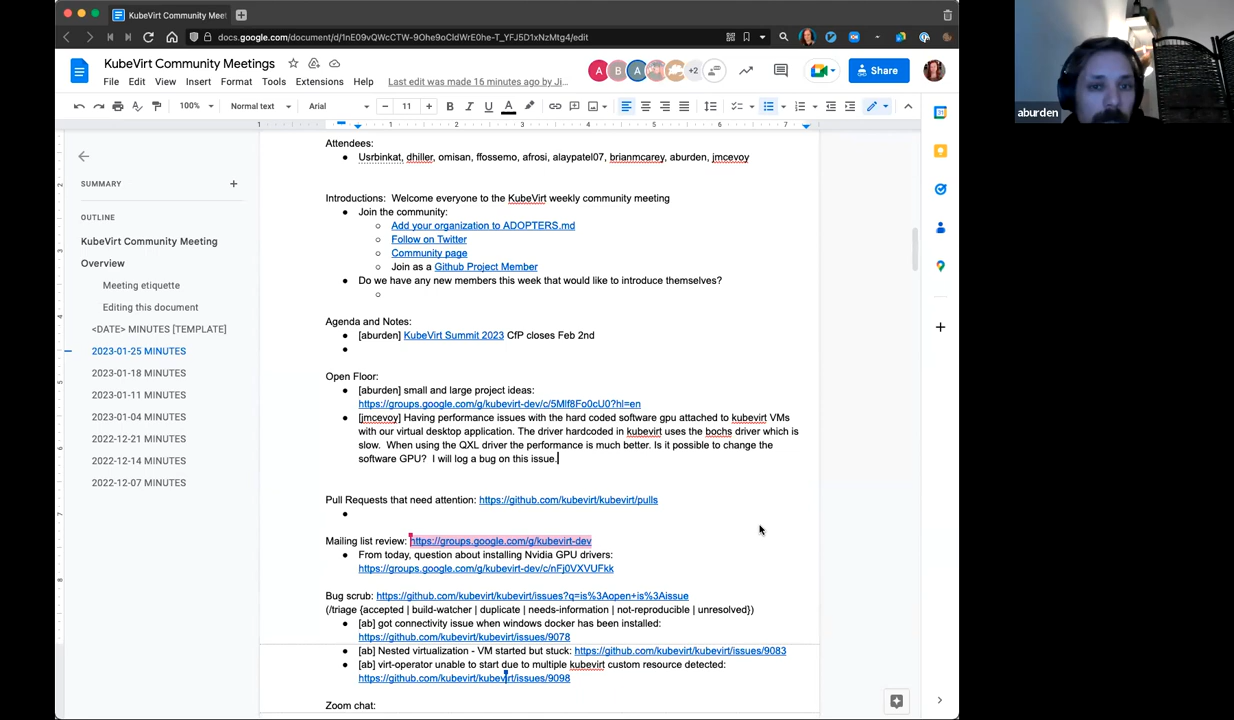 KubeVirt Community Meet
docs.google.com/document/d/1nE09vQWcCTW-9Ohe9oCldWrE0he-T_YFJ5D1xNzMtg4/edit
KubeVirt Community Meetings
File Edit View Insert Format Tools Extensions Help Last edit was made 16 minutes ago by Ji…
A B A +2 Share
100% Normal text Arial 11 B I U A
1 1 2 3 4 5 6 7
SUMMARY
OUTLINE
KubeVirt Community Meeting
Overview
Meeting etiquette
Editing this document
<DATE> MINUTES [TEMPLATE]
2023-01-25 MINUTES
2023-01-18 MINUTES
2023-01-11 MINUTES
2023-01-04 MINUTES
2022-12-21 MINUTES
2022-12-14 MINUTES
2022-12-07 MINUTES
Attendees:
Usrbinkat, dhiller, omisan, ffossemo, afrosi, alaypatel07, brianmcarey, aburden, jmcevoy
Introductions: Welcome everyone to the KubeVirt weekly community meeting
Join the community:
Add your organization to ADOPTERS.md
Follow on Twitter
Community page
Join as a Github Project Member
Do we have any new members this week that would like to introduce themselves?
Agenda and Notes:
[aburden] KubeVirt Summit 2023 CfP closes Feb 2nd
Open Floor:
[aburden] small and large project ideas:
https://groups.google.com/g/kubevirt-dev/c/5Mlf8Fo0cU0?hl=en
[jmcevoy] Having performance issues with the hard coded software gpu attached to kubevirt VMs
with our virtual desktop application. The driver hardcoded in kubevirt uses the bochs driver which is
slow. When using the QXL driver the performance is much better. Is it possible to change the
software GPU? I will log a bug on this issue.
Pull Requests that need attention: https://github.com/kubevirt/kubevirt/pulls
Mailing list review: https://groups.google.com/g/kubevirt-dev
From today, question about installing Nvidia GPU drivers:
https://groups.google.com/g/kubevirt-dev/c/nFj0VXVUFkk
Bug scrub: https://github.com/kubevirt/kubevirt/issues?q=is%3Aopen+is%3Aissue
(/triage {accepted | build-watcher | duplicate | needs-information | not-reproducible | unresolved})
[ab] got connectivity issue when windows docker has been installed:
https://github.com/kubevirt/kubevirt/issues/9078
[ab] Nested virtualization - VM started but stuck: https://github.com/kubevirt/kubevirt/issues/9083
[ab] virt-operator unable to start due to multiple kubevirt custom resource detected:
https://github.com/kubevirt/kubevirt/issues/9098
Zoom chat:
aburden